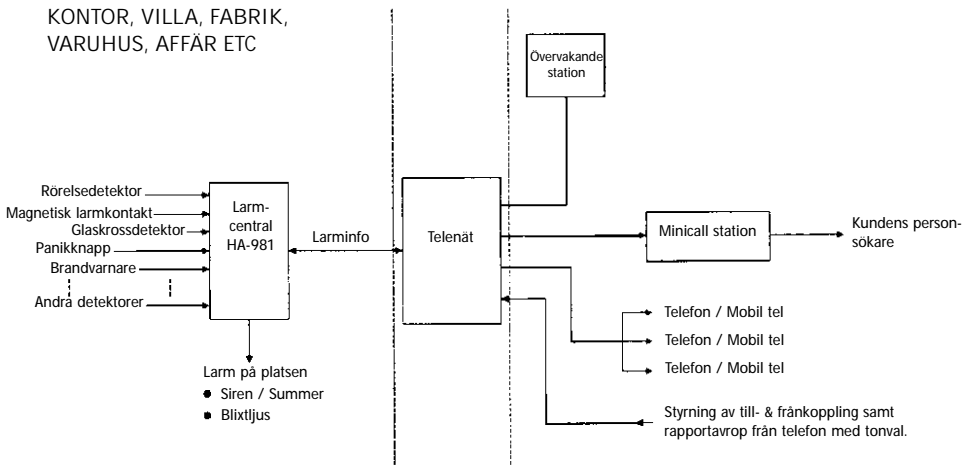 KONTOR, VILLA, FABRIK,
VARUHUS, AFFÄR ETC
Övervakande
station
Rörelsedetektor
Magnetisk larmkontakt
Glaskrossdetektor
Panikknapp
Brandvarnare
Andra detektorer
Larm-
central
HA-981
Larminfo
Telenät
Minicall station
Kundens person-
sökare
Telefon / Mobil tel
Telefon / Mobil tel
Telefon / Mobil tel
Larm på platsen
● Siren / Summer
● Blixtljus
Styrning av till- & frånkoppling samt
rapportavrop från telefon med tonval.